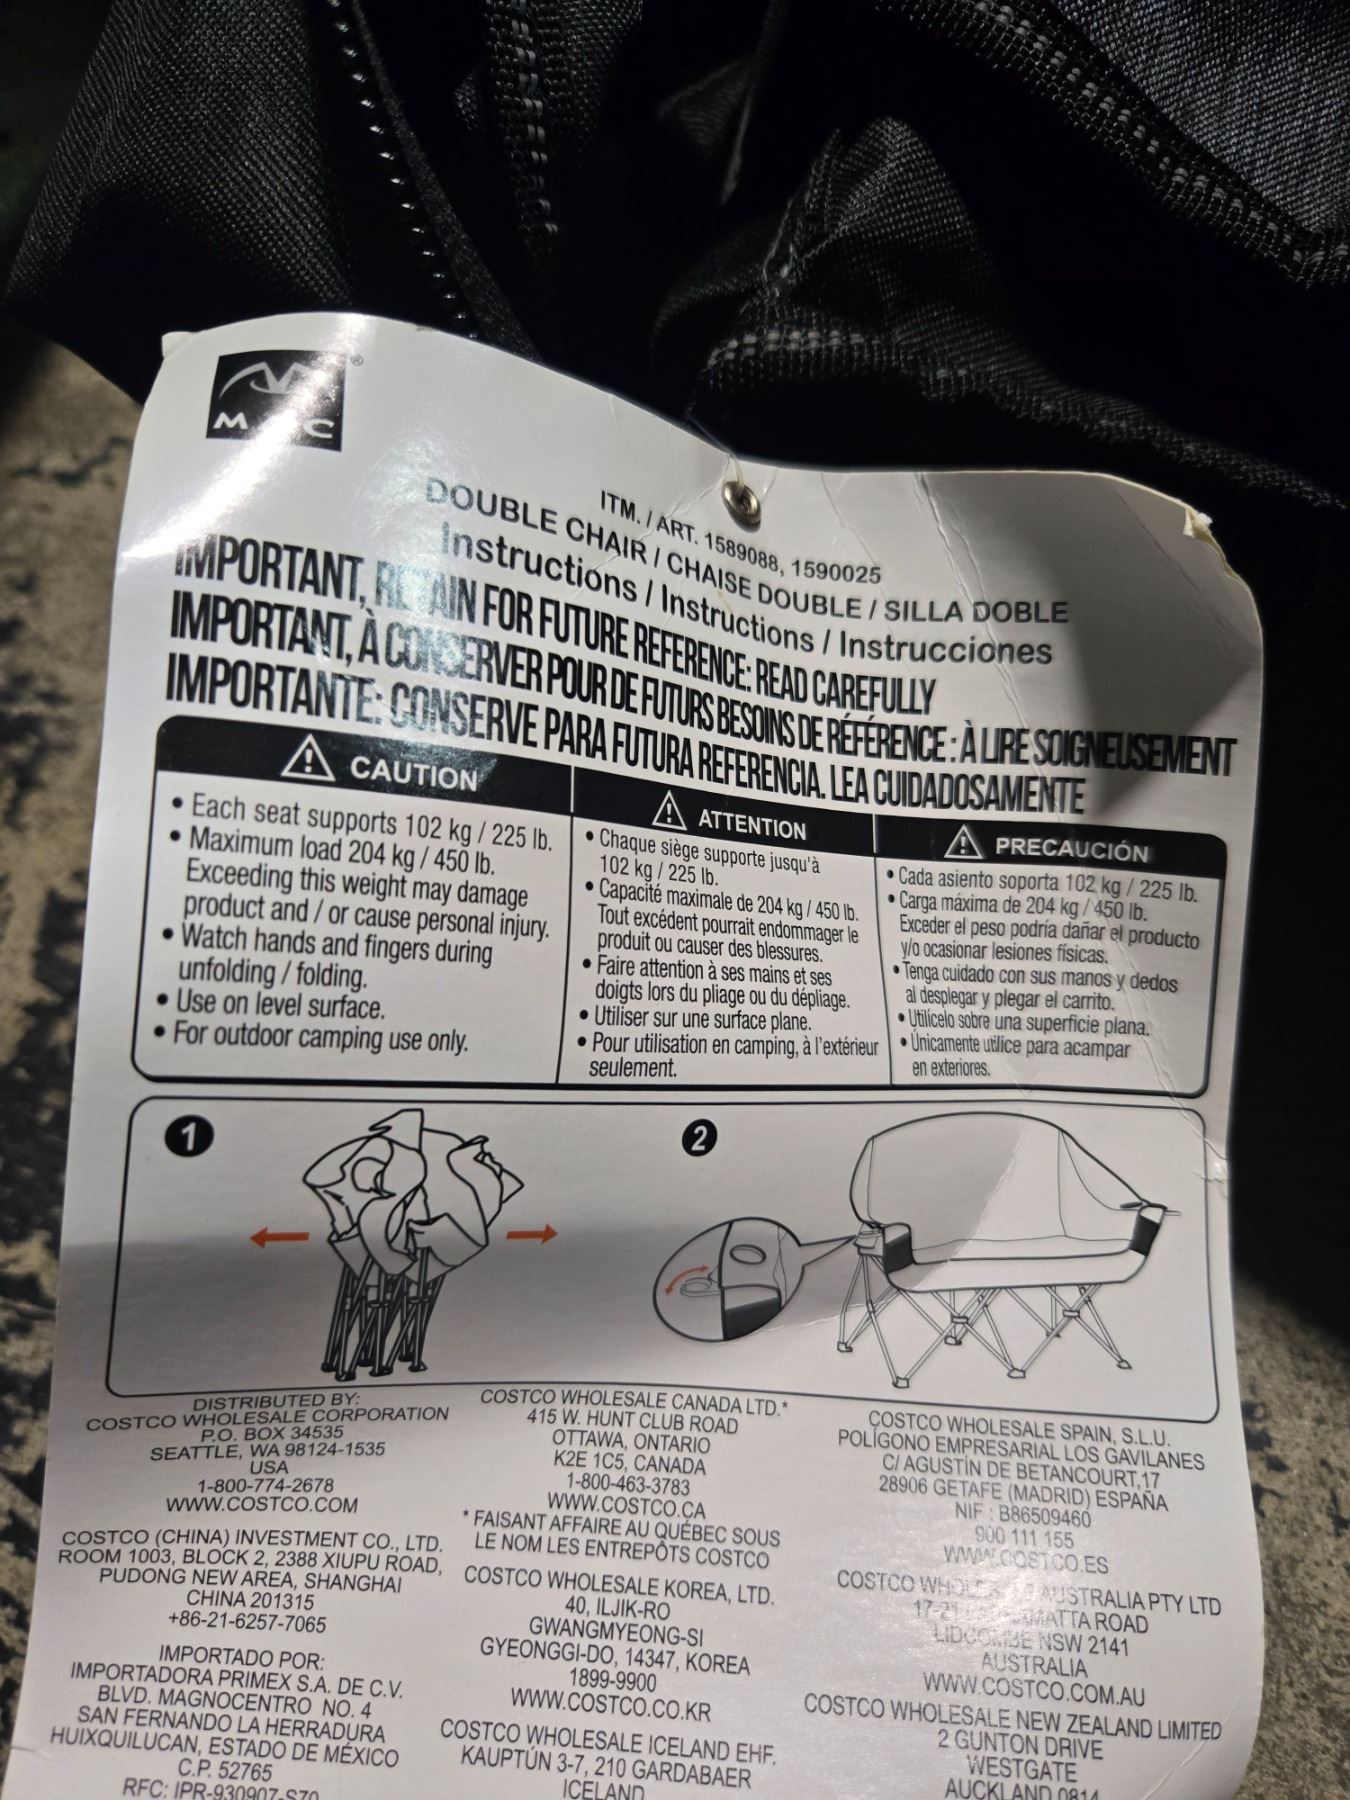 M C
®
ITM. / ART. 1589088, 1590025
DOUBLE CHAIR / CHAISE DOUBLE / SILLA DOBLE
Instructions / Instructions / Instrucciones
IMPORTANT, RETAIN FOR FUTURE REFERENCE: READ CAREFULLY
IMPORTANT, À CONSERVER POUR DE FUTURS BESOINS DE RÉFÉRENCE : À LIRE SOIGNEUSEMENT
IMPORTANTE: CONSERVE PARA FUTURA REFERENCIA. LEA CUIDADOSAMENTE
CAUTION
• Each seat supports 102 kg / 225 lb.
• Maximum load 204 kg / 450 lb.
Exceeding this weight may damage
product and / or cause personal injury.
• Watch hands and fingers during
unfolding / folding.
• Use on level surface.
• For outdoor camping use only.
ATTENTION
• Chaque siège supporte jusqu'à
102 kg / 225 lb.
• Capacité maximale de 204 kg / 450 lb.
Tout excédent pourrait endommager le
produit ou causer des blessures.
• Faire attention à ses mains et ses
doigts lors du pliage ou du dépliage.
• Utiliser sur une surface plane.
• Pour utilisation en camping, à l'extérieur
seulement.
PRECAUCIÓN
• Cada asiento soporta 102 kg / 225 lb.
• Carga máxima de 204 kg / 450 lb.
Exceder el peso podría dañar el producto
y/o ocasionar lesiones físicas.
• Tenga cuidado con sus manos y dedos
al desplegar y plegar el carrito.
• Utilícelo sobre una superficie plana.
• Únicamente utilice para acampar
en exteriores.
1
2
DISTRIBUTED BY:
COSTCO WHOLESALE CORPORATION
P.O. BOX 34535
SEATTLE, WA 98124-1535
USA
1-800-774-2678
WWW.COSTCO.COM
COSTCO (CHINA) INVESTMENT CO., LTD.
ROOM 1003, BLOCK 2, 2388 XIUPU ROAD,
PUDONG NEW AREA, SHANGHAI
CHINA 201315
+86-21-6257-7065
IMPORTADO POR:
IMPORTADORA PRIMEX S.A. DE C.V.
BLVD. MAGNOCENTRO NO. 4
SAN FERNANDO LA HERRADURA
HUIXQUILUCAN, ESTADO DE MÉXICO
C.P. 52765
RFC: IPR-930907-S70
COSTCO WHOLESALE CANADA LTD.*
415 W. HUNT CLUB ROAD
OTTAWA, ONTARIO
K2E 1C5, CANADA
1-800-463-3783
WWW.COSTCO.CA
* FAISANT AFFAIRE AU QUÉBEC SOUS
LE NOM LES ENTREPÔTS COSTCO
COSTCO WHOLESALE KOREA, LTD.
40, ILJIK-RO
GWANGMYEONG-SI
GYEONGGI-DO, 14347, KOREA
1899-9900
WWW.COSTCO.CO.KR
COSTCO WHOLESALE ICELAND EHF.
KAUPTÚN 3-7, 210 GARDABAER
ICELAND
COSTCO WHOLESALE SPAIN, S.L.U.
POLÍGONO EMPRESARIAL LOS GAVILANES
C/ AGUSTÍN DE BETANCOURT,17
28906 GETAFE (MADRID) ESPAÑA
NIF : B86509460
900 111 155
WWW.COSTCO.ES
COSTCO WHOLESALE AUSTRALIA PTY LTD
ROAD
LIDCOMBE NSW 2141
AUSTRALIA
WWW.COSTCO.COM.AU
COSTCO WHOLESALE NEW ZEALAND LIMITED
2 GUNTON DRIVE
WESTGATE
AUCKLAND 0814